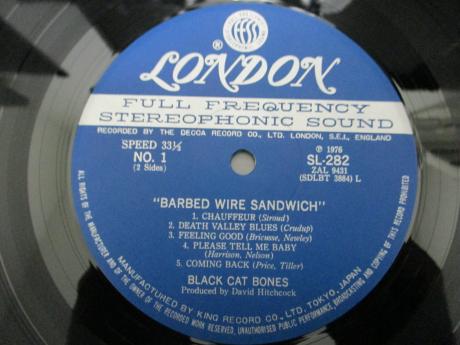 ffss
® LONDON
FULL FREQUENCY
STEREOPHONIC SOUND
RECORDED BY THE DECCA RECORD CO., LTD. LONDON, S.E.I., ENGLAND
SPEED 33⅓
NO. 1
(2 Sides)
℗ 1976
SL-282
ZAL 9431
(SDLBT 3884) L
"BARBED WIRE SANDWICH"
1. CHAUFFEUR (Stroud)
2. DEATH VALLEY BLUES (Crudup)
3. FEELING GOOD (Bricusse, Newley)
4. PLEASE TELL ME BABY
(Harrison, Nelson)
5. COMING BACK (Price, Tiller)
BLACK CAT BONES
Produced by David Hitchcock
MANUFACTURED BY KING RECORD CO., LTD. TOKYO, JAPAN
ALL RIGHTS OF THE MANUFACTURER AND OF THE OWNER OF THE RECORDED WORK RESERVED, UNAUTHORISED PUBLIC PERFORMANCE, BROADCASTING AND COPYING OF THIS RECORD PROHIBITED